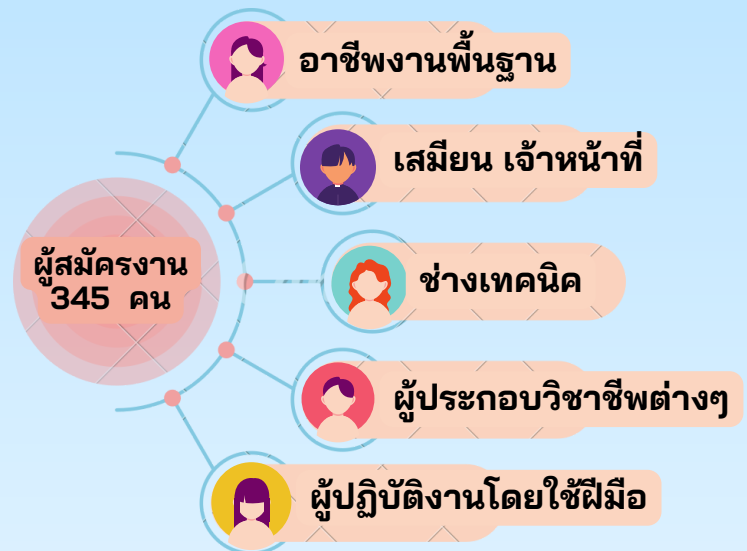 อาชีพงานพื้นฐาน
เสมียน เจ้าหน้าที่
ผู้สมัครงาน
345 คน
ช่างเทคนิค
ผู้ประกอบวิชาชีพต่างๆ
ผู้ปฏิบัติงานโดยใช้ฝีมือ